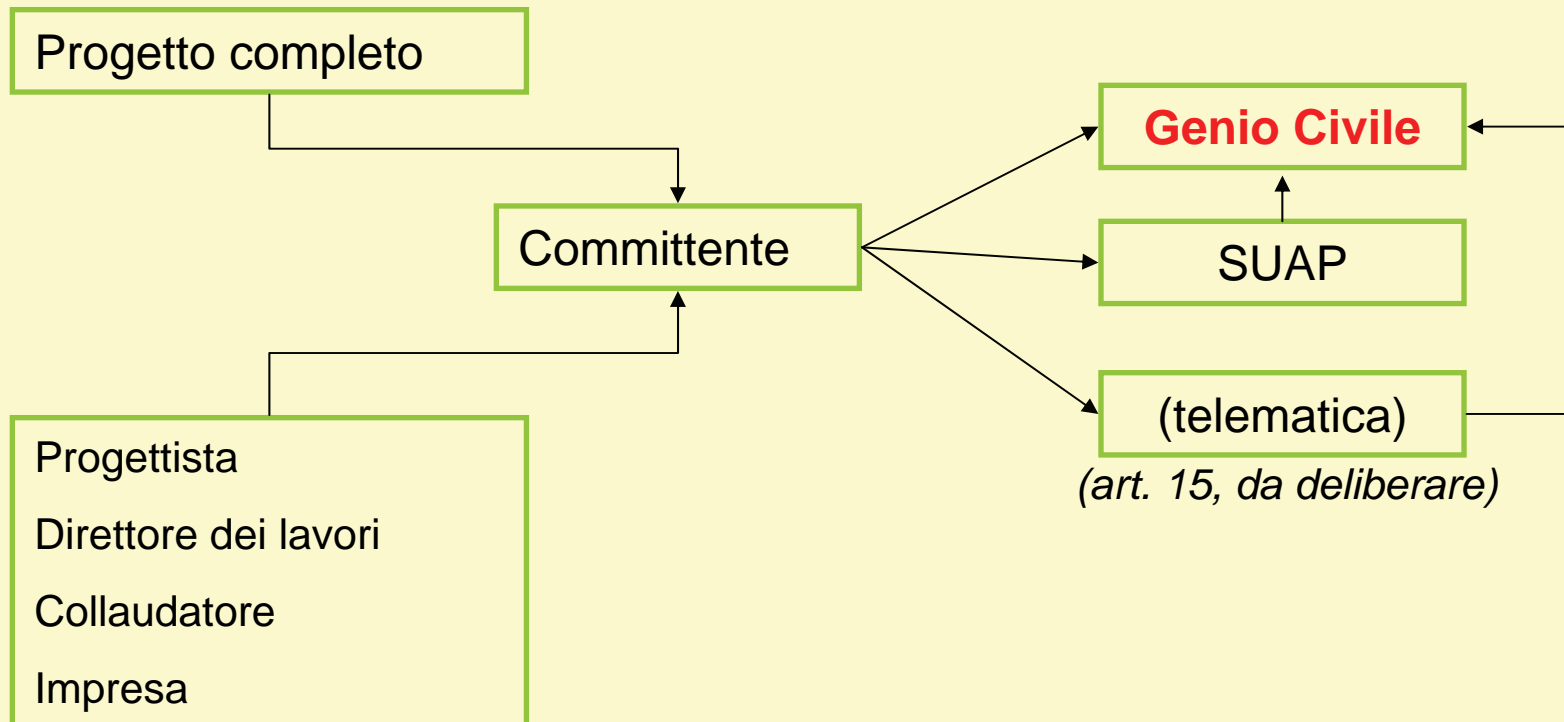 Progetto completo
Genio Civile
Committente
SUAP
(telematica)
(art. 15, da deliberare)
Progettista
Direttore dei lavori
Collaudatore
Impresa